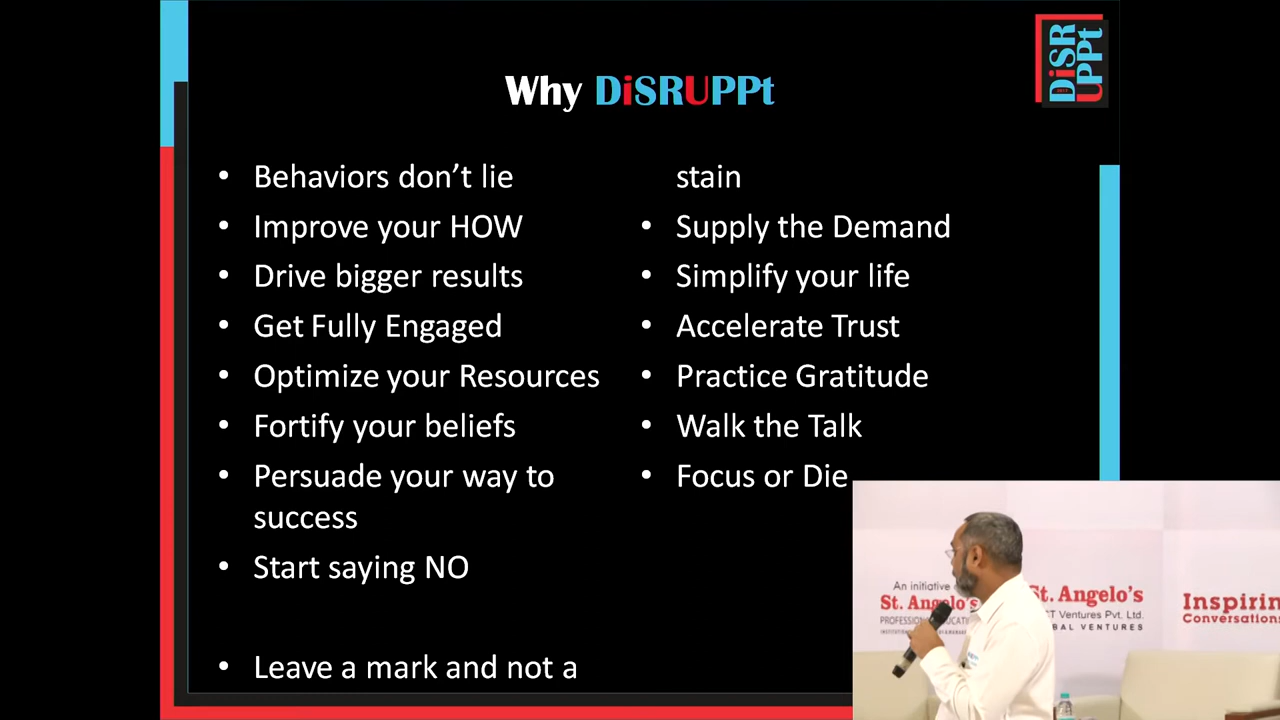 Why DiSRUPPt
DiSR
UPPt
• Behaviors don’t lie
• Improve your HOW
• Drive bigger results
• Get Fully Engaged
• Optimize your Resources
• Fortify your beliefs
• Persuade your way to
success
• Start saying NO
• Leave a mark and not a
stain
• Supply the Demand
• Simplify your life
• Accelerate Trust
• Practice Gratitude
• Walk the Talk
• Focus or Die
An initiative
St. Angelo's
PROFESSIONAL
St. Angelo's
Ventures Pvt. Ltd.
VENTURES
Inspirin
Conversations